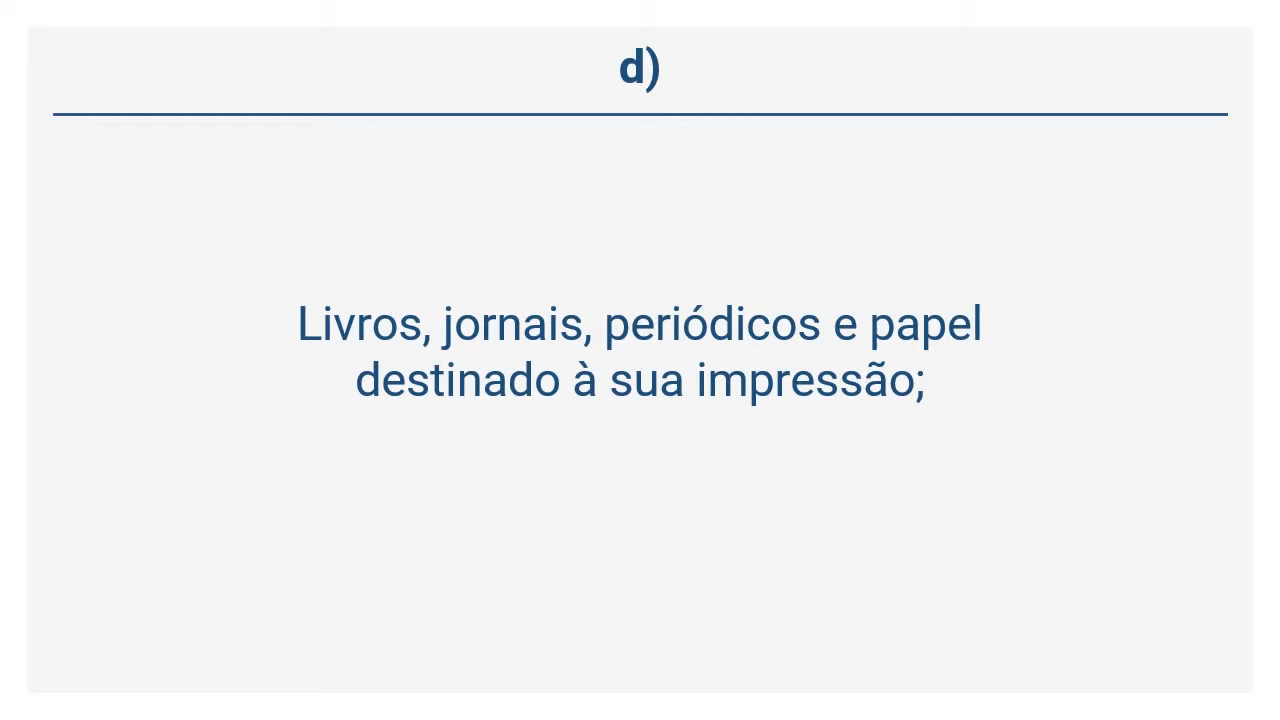 d)
Livros, jornais, periódicos e papel
destinado à sua impressão;